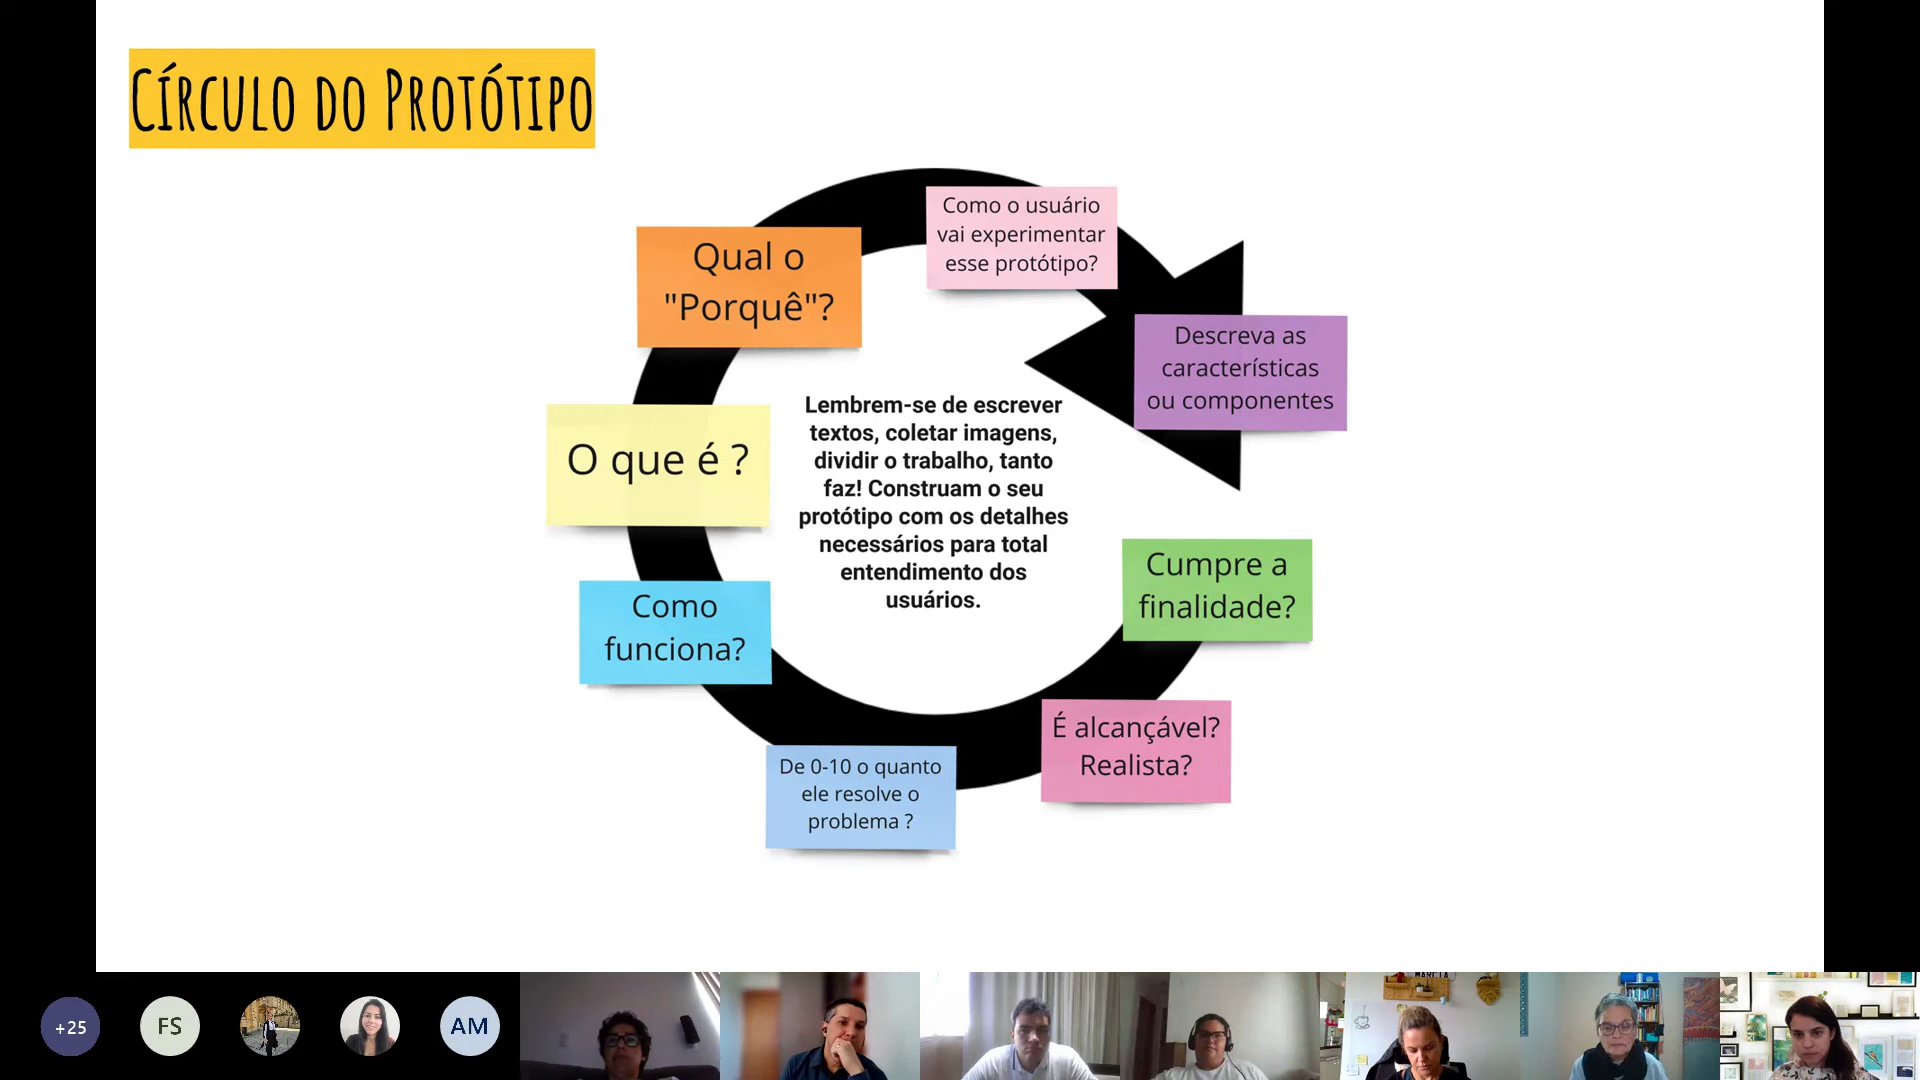 CÍRCULO DO PROTÓTIPO
Como o usuário
vai experimentar
esse protótipo?
Qual o
"Porquê"?
Descreva as
características
ou componentes
Lembrem-se de escrever
textos, coletar imagens,
dividir o trabalho, tanto
faz! Construam o seu
protótipo com os detalhes
necessários para total
entendimento dos
usuários.
O que é ?
Cumpre a
finalidade?
Como
funciona?
É alcançável?
Realista?
De 0-10 o quanto
ele resolve o
problema ?
+25
FS
AM
MARCIA